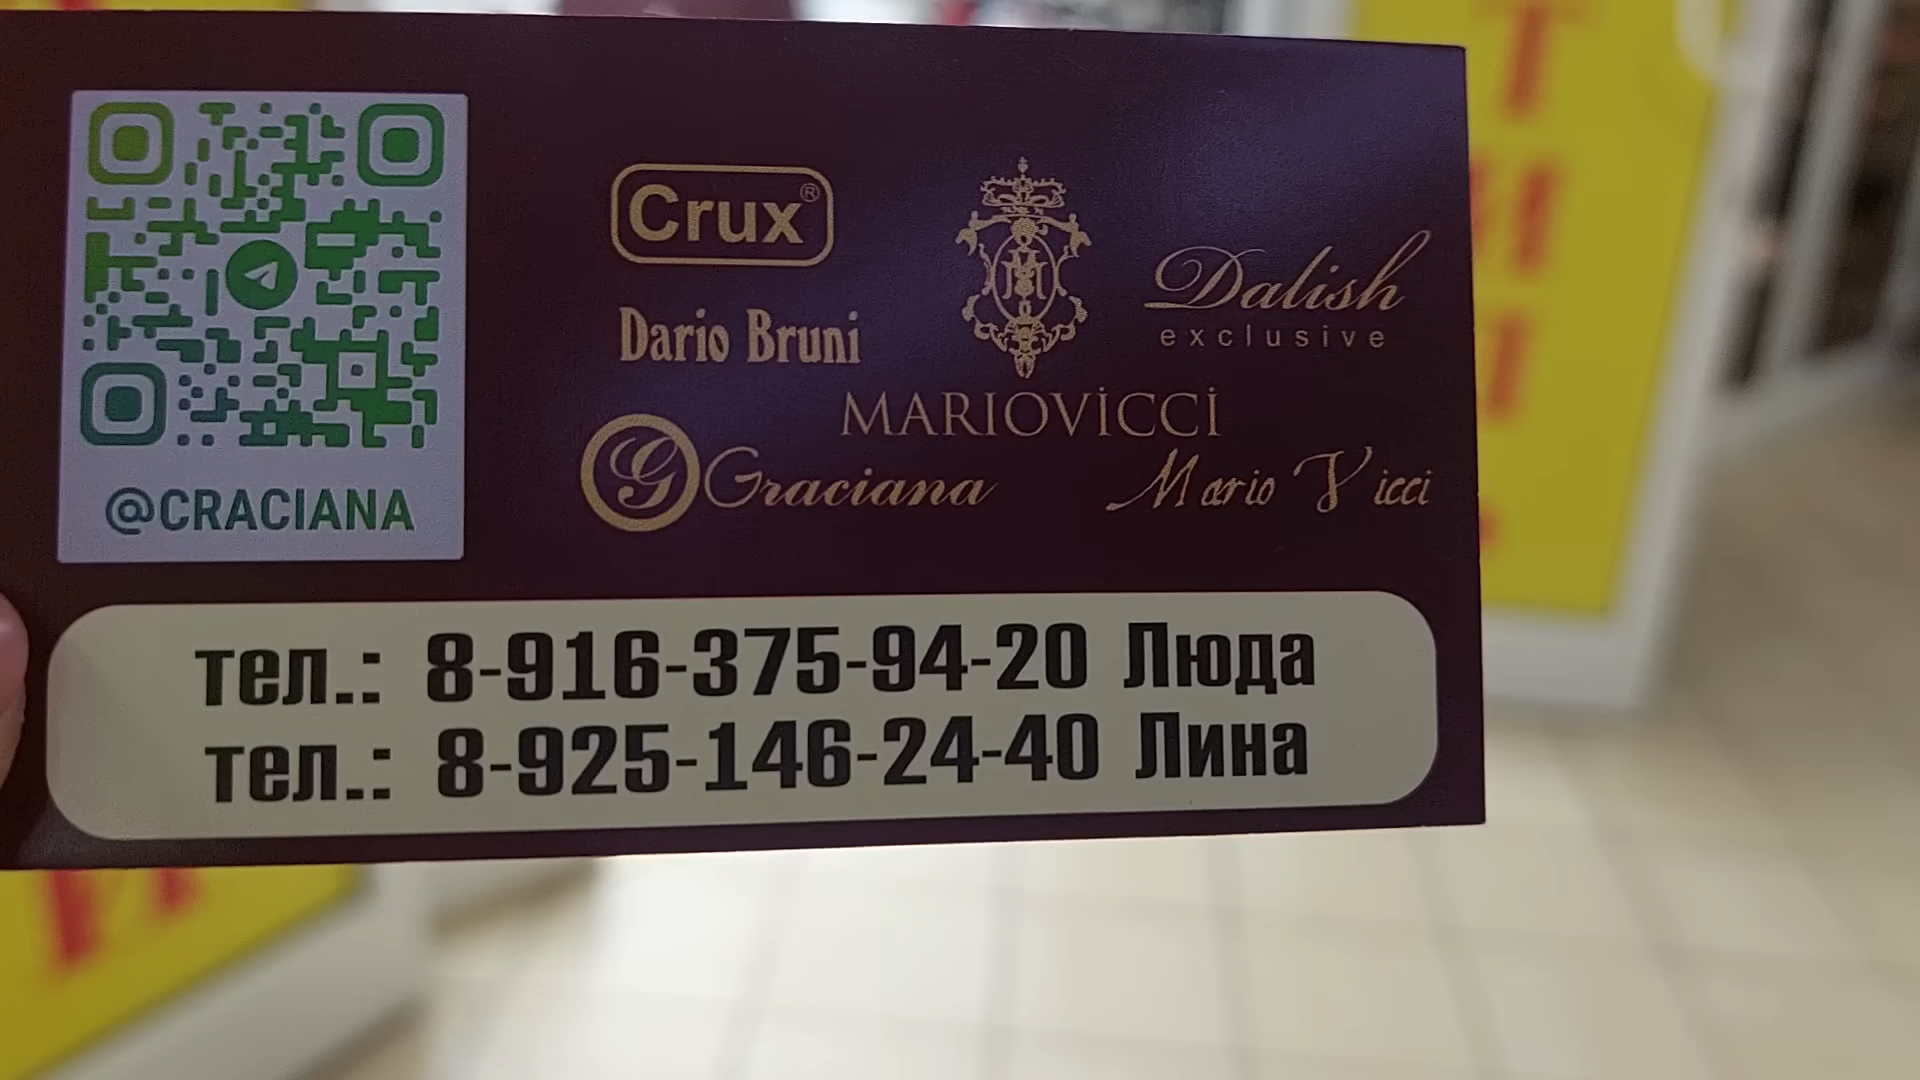 @CRACIANA
Crux®
Dario Bruni
M
MARIOViCCi
Dalish
exclusive
G Graciana
Mario Vicci
тел.: 8-916-375-94-20 Люда
тел.: 8-925-146-24-40 Лина